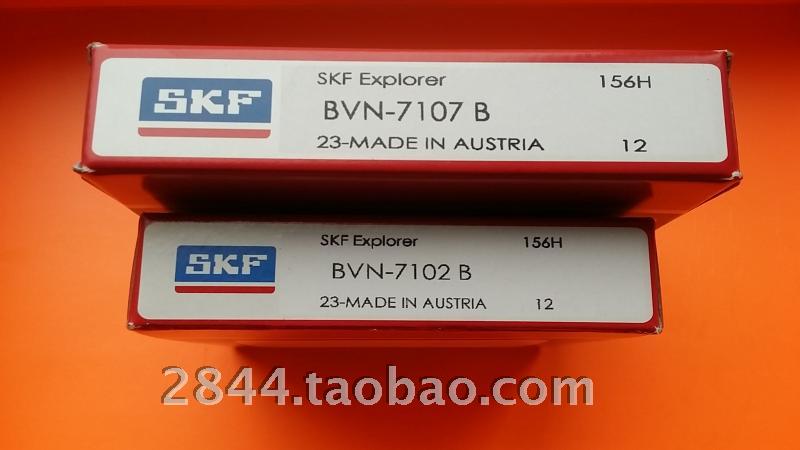 SKF
SKF Explorer 156H
BVN-7107 B
23-MADE IN AUSTRIA 12
SKF
SKF Explorer 156H
BVN-7102 B
23-MADE IN AUSTRIA 12
2844.taobao.com